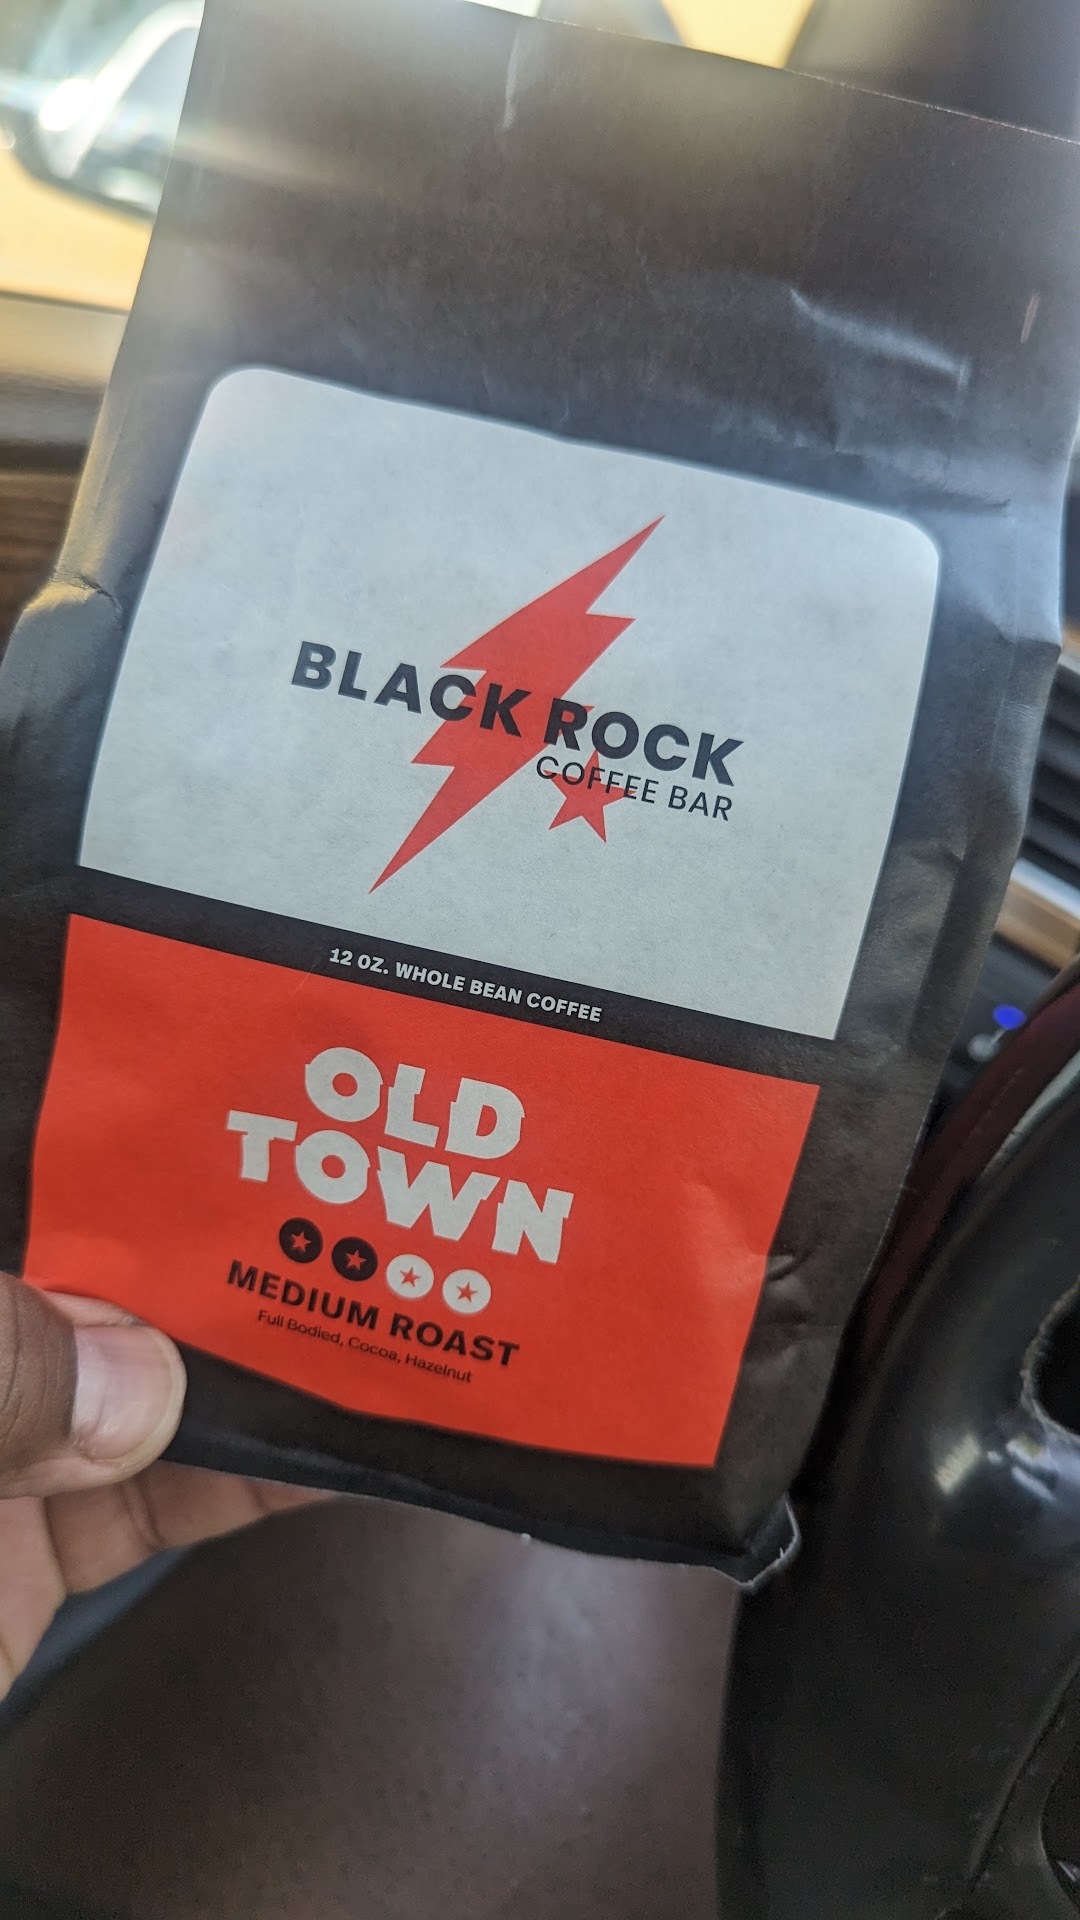 BLACK ROCK
COFFEE BAR
12 OZ. WHOLE BEAN COFFEE
OLD
TOWN
MEDIUM ROAST
Full Bodied, Cocoa, Hazelnut